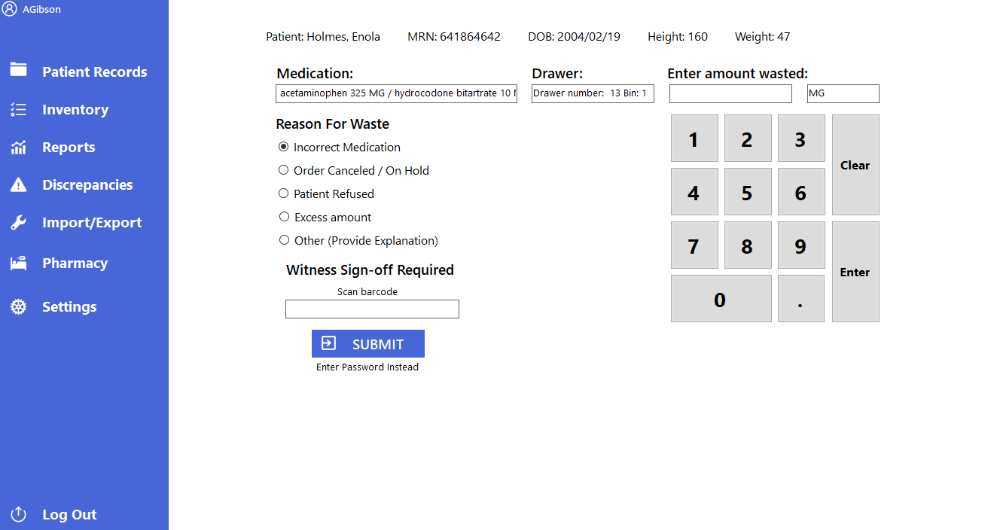 AGibson
Patient Records
Inventory
Reports
Discrepancies
Import/Export
Pharmacy
Settings
Log Out
Patient: Holmes, Enola MRN: 641864642 DOB: 2004/02/19 Height: 160 Weight: 47
Medication: Drawer: Enter amount wasted:
acetaminophen 325 MG / hydrocodone bitartrate 10 Drawer number: 13 Bin: 1 MG
Reason For Waste
Incorrect Medication
Order Canceled / On Hold
Patient Refused
Excess amount
Other (Provide Explanation)
Witness Sign-off Required
Scan barcode
SUBMIT
Enter Password Instead
1 2 3 Clear
4 5 6
7 8 9 Enter
0 .